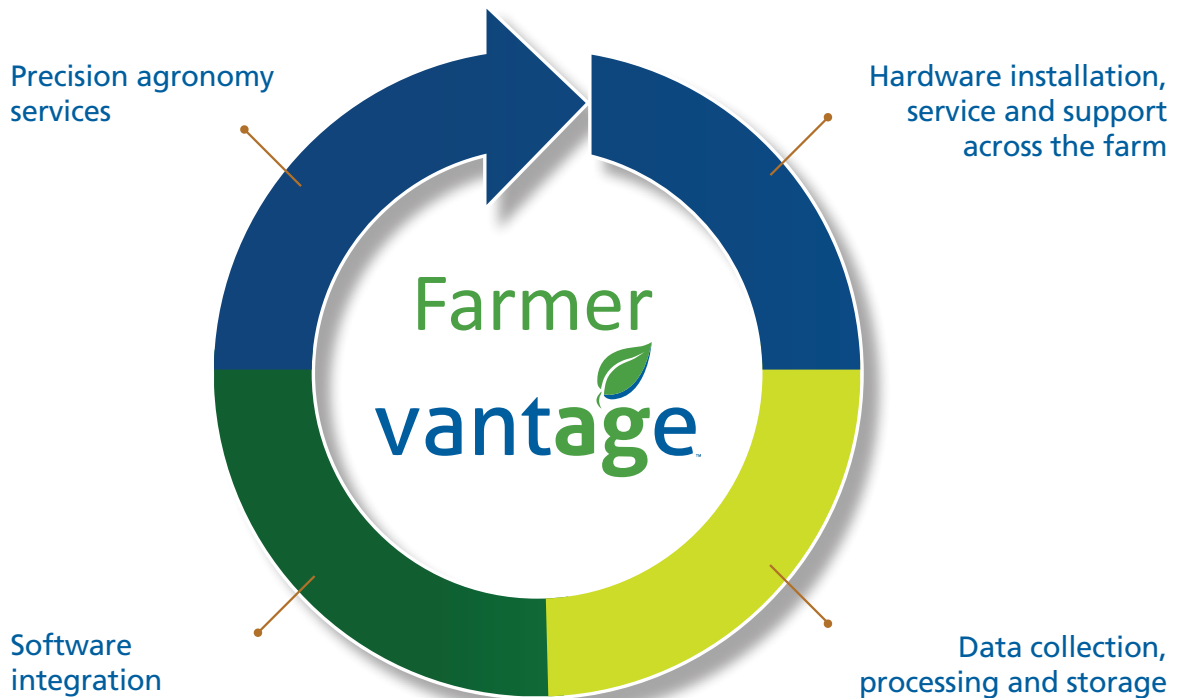 Precision agronomy
services
Hardware installation,
service and support
across the farm
Farmer
vantage™
Software
integration
Data collection,
processing and storage